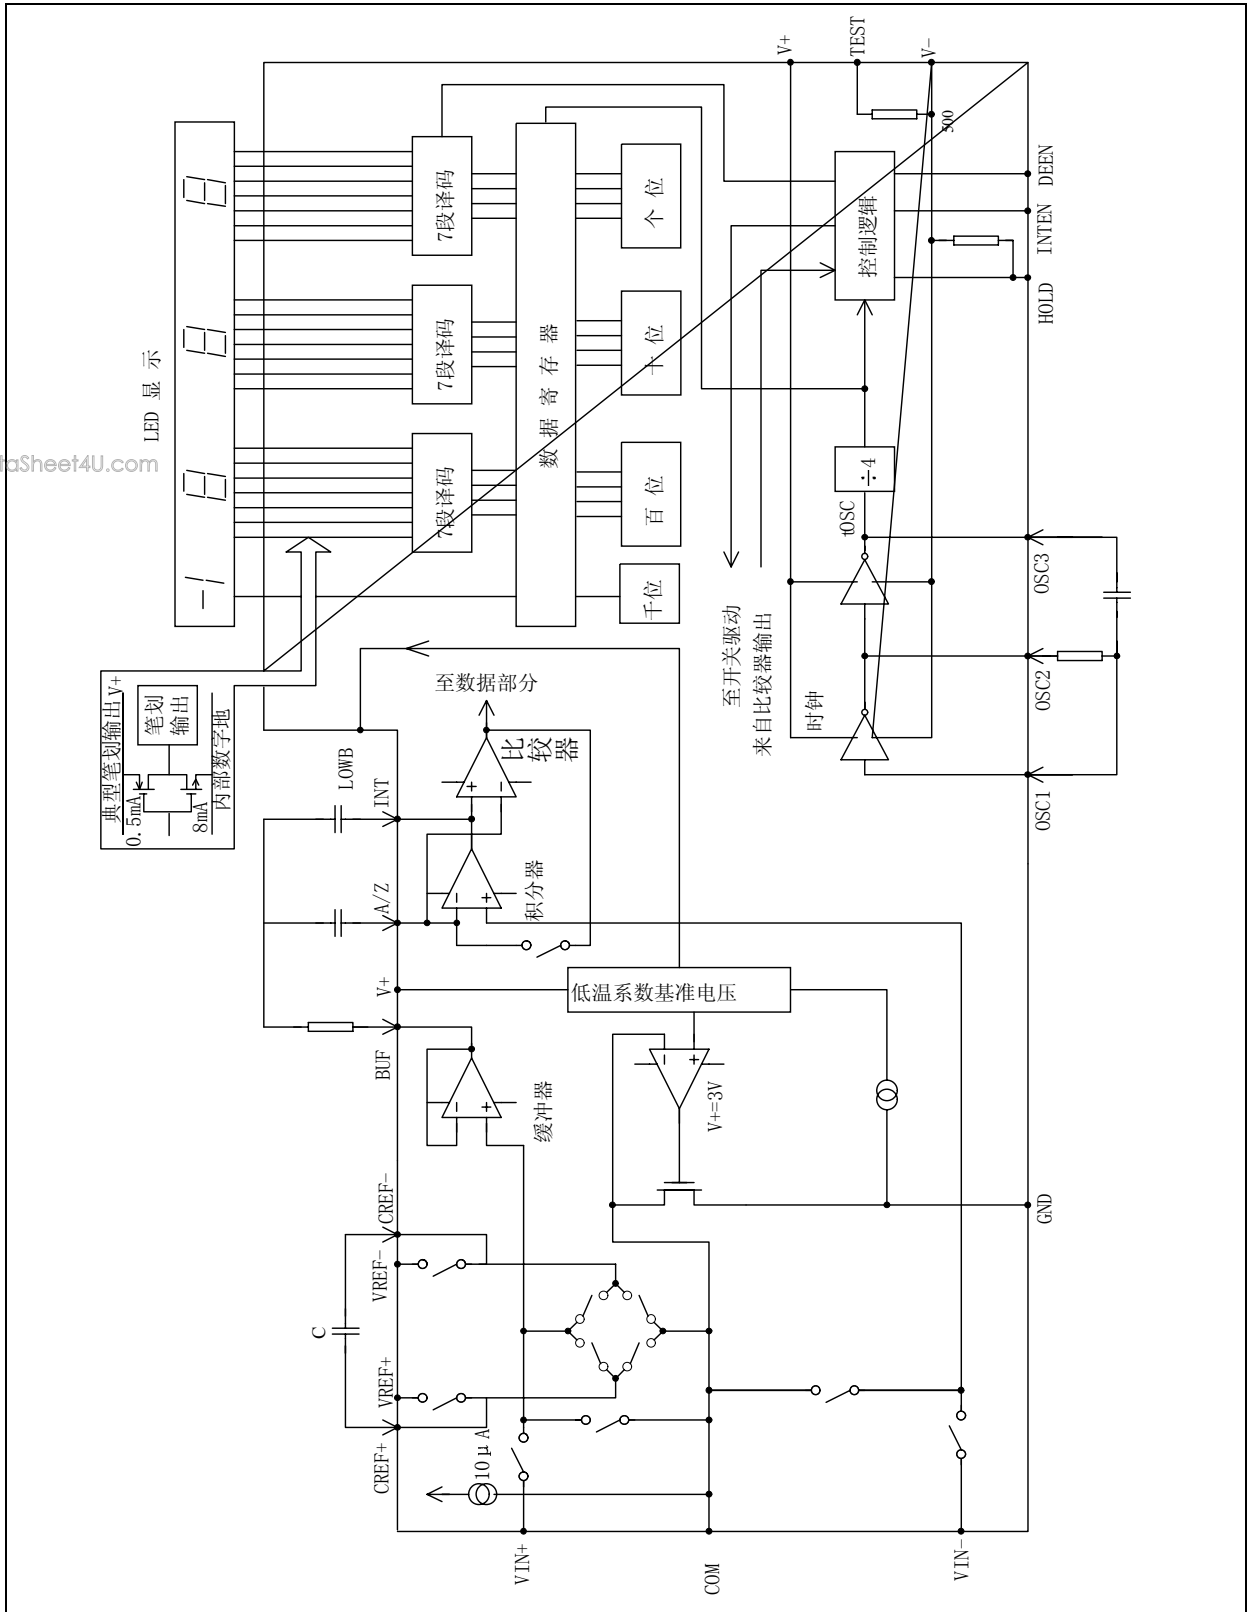 LED 显 示
7段译码
7段译码
7段译码
数 据 寄 存 器
个 位
十 位
百 位
千位
V+
TEST
V-
500
控制逻辑
DEEN
INTEN
HOLD
÷4
tOSC
OSC3
OSC2
OSC1
时钟
至开关驱动
来自比较器输出
taSheet4U.com
典型笔划输出V+
0.5mA
笔划
输出
8mA
内部数字地
至数据部分
LOWB
比较器
INT
A/Z
积分器
V+
低温系数基准电压
BUF
缓冲器
V+=3V
CREF-
VREF-
C
VREF+
CREF+
10μA
GND
VIN+
COM
VIN-